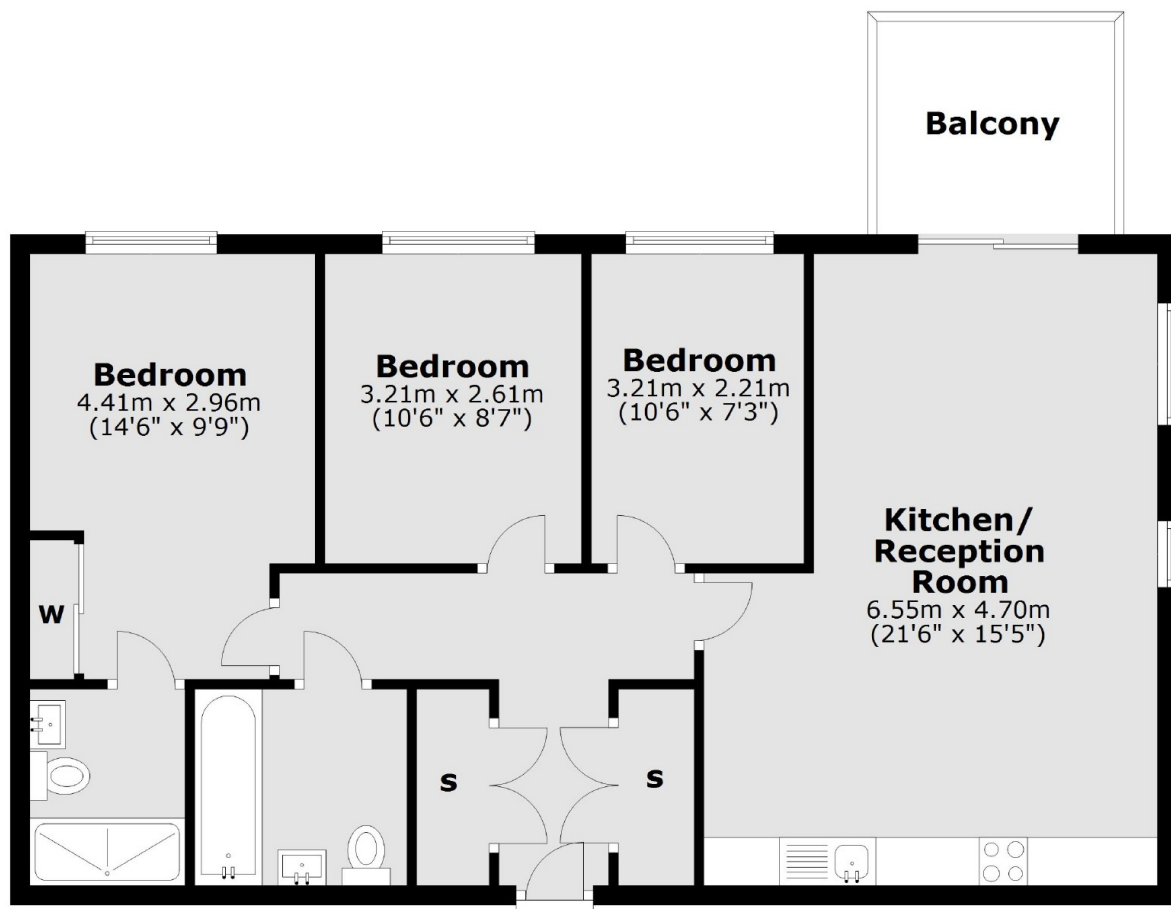 Balcony
Bedroom
4.41m x 2.96m
(14'6" x 9'9")
Bedroom
3.21m x 2.61m
(10'6" x 8'7")
Bedroom
3.21m x 2.21m
(10'6" x 7'3")
Kitchen/
Reception
Room
6.55m x 4.70m
(21'6" x 15'5")
W
S
S